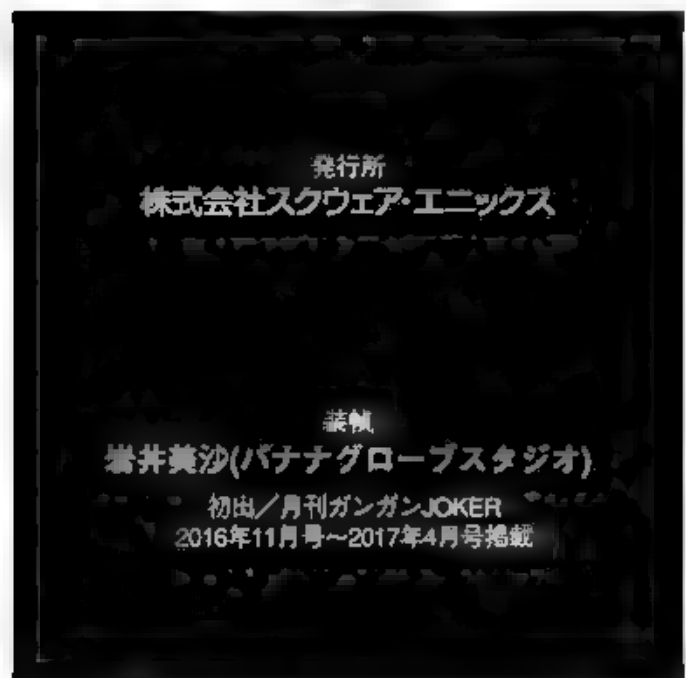 発行所
株式会社スクウェア・エニックス
装幀
岩井美沙(バナナグローブスタジオ)
初出／月刊ガンガンJOKER
2016年11月号～2017年4月号掲載